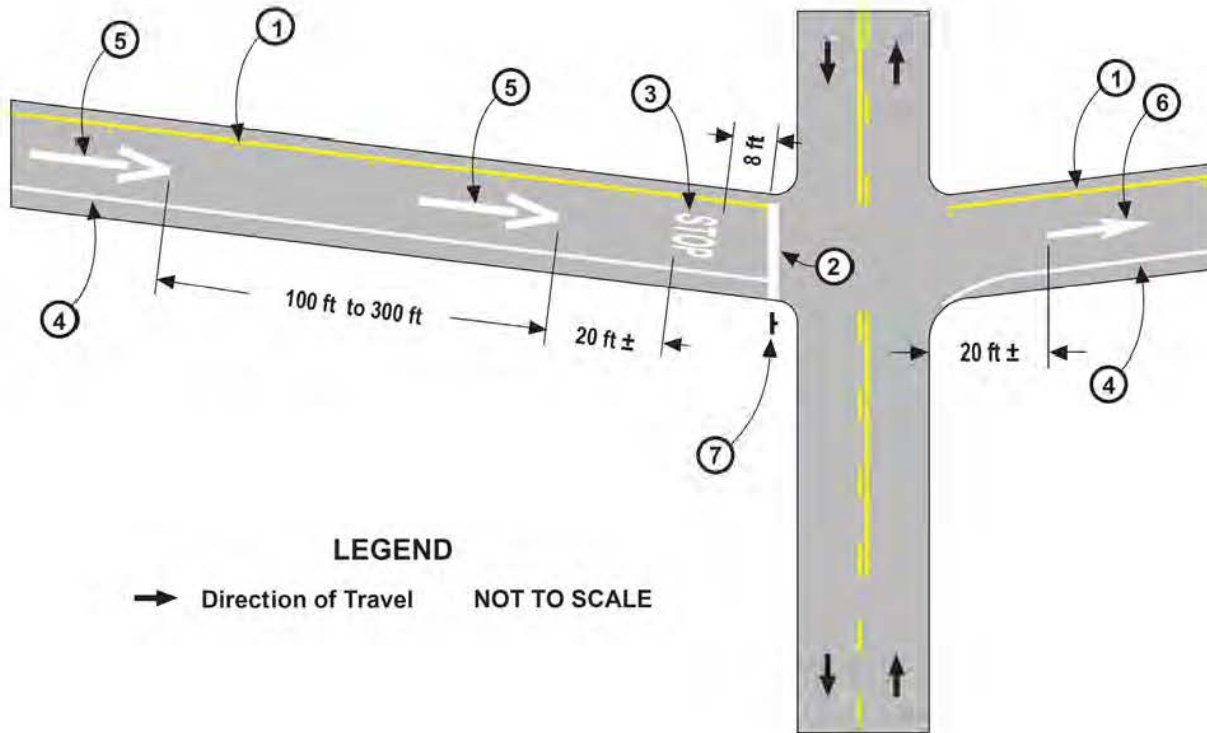 5
1
5
3
8 ft
1
6
STOP
2
4
100 ft to 300 ft
20 ft ±
20 ft ±
4
7
LEGEND
Direction of Travel NOT TO SCALE